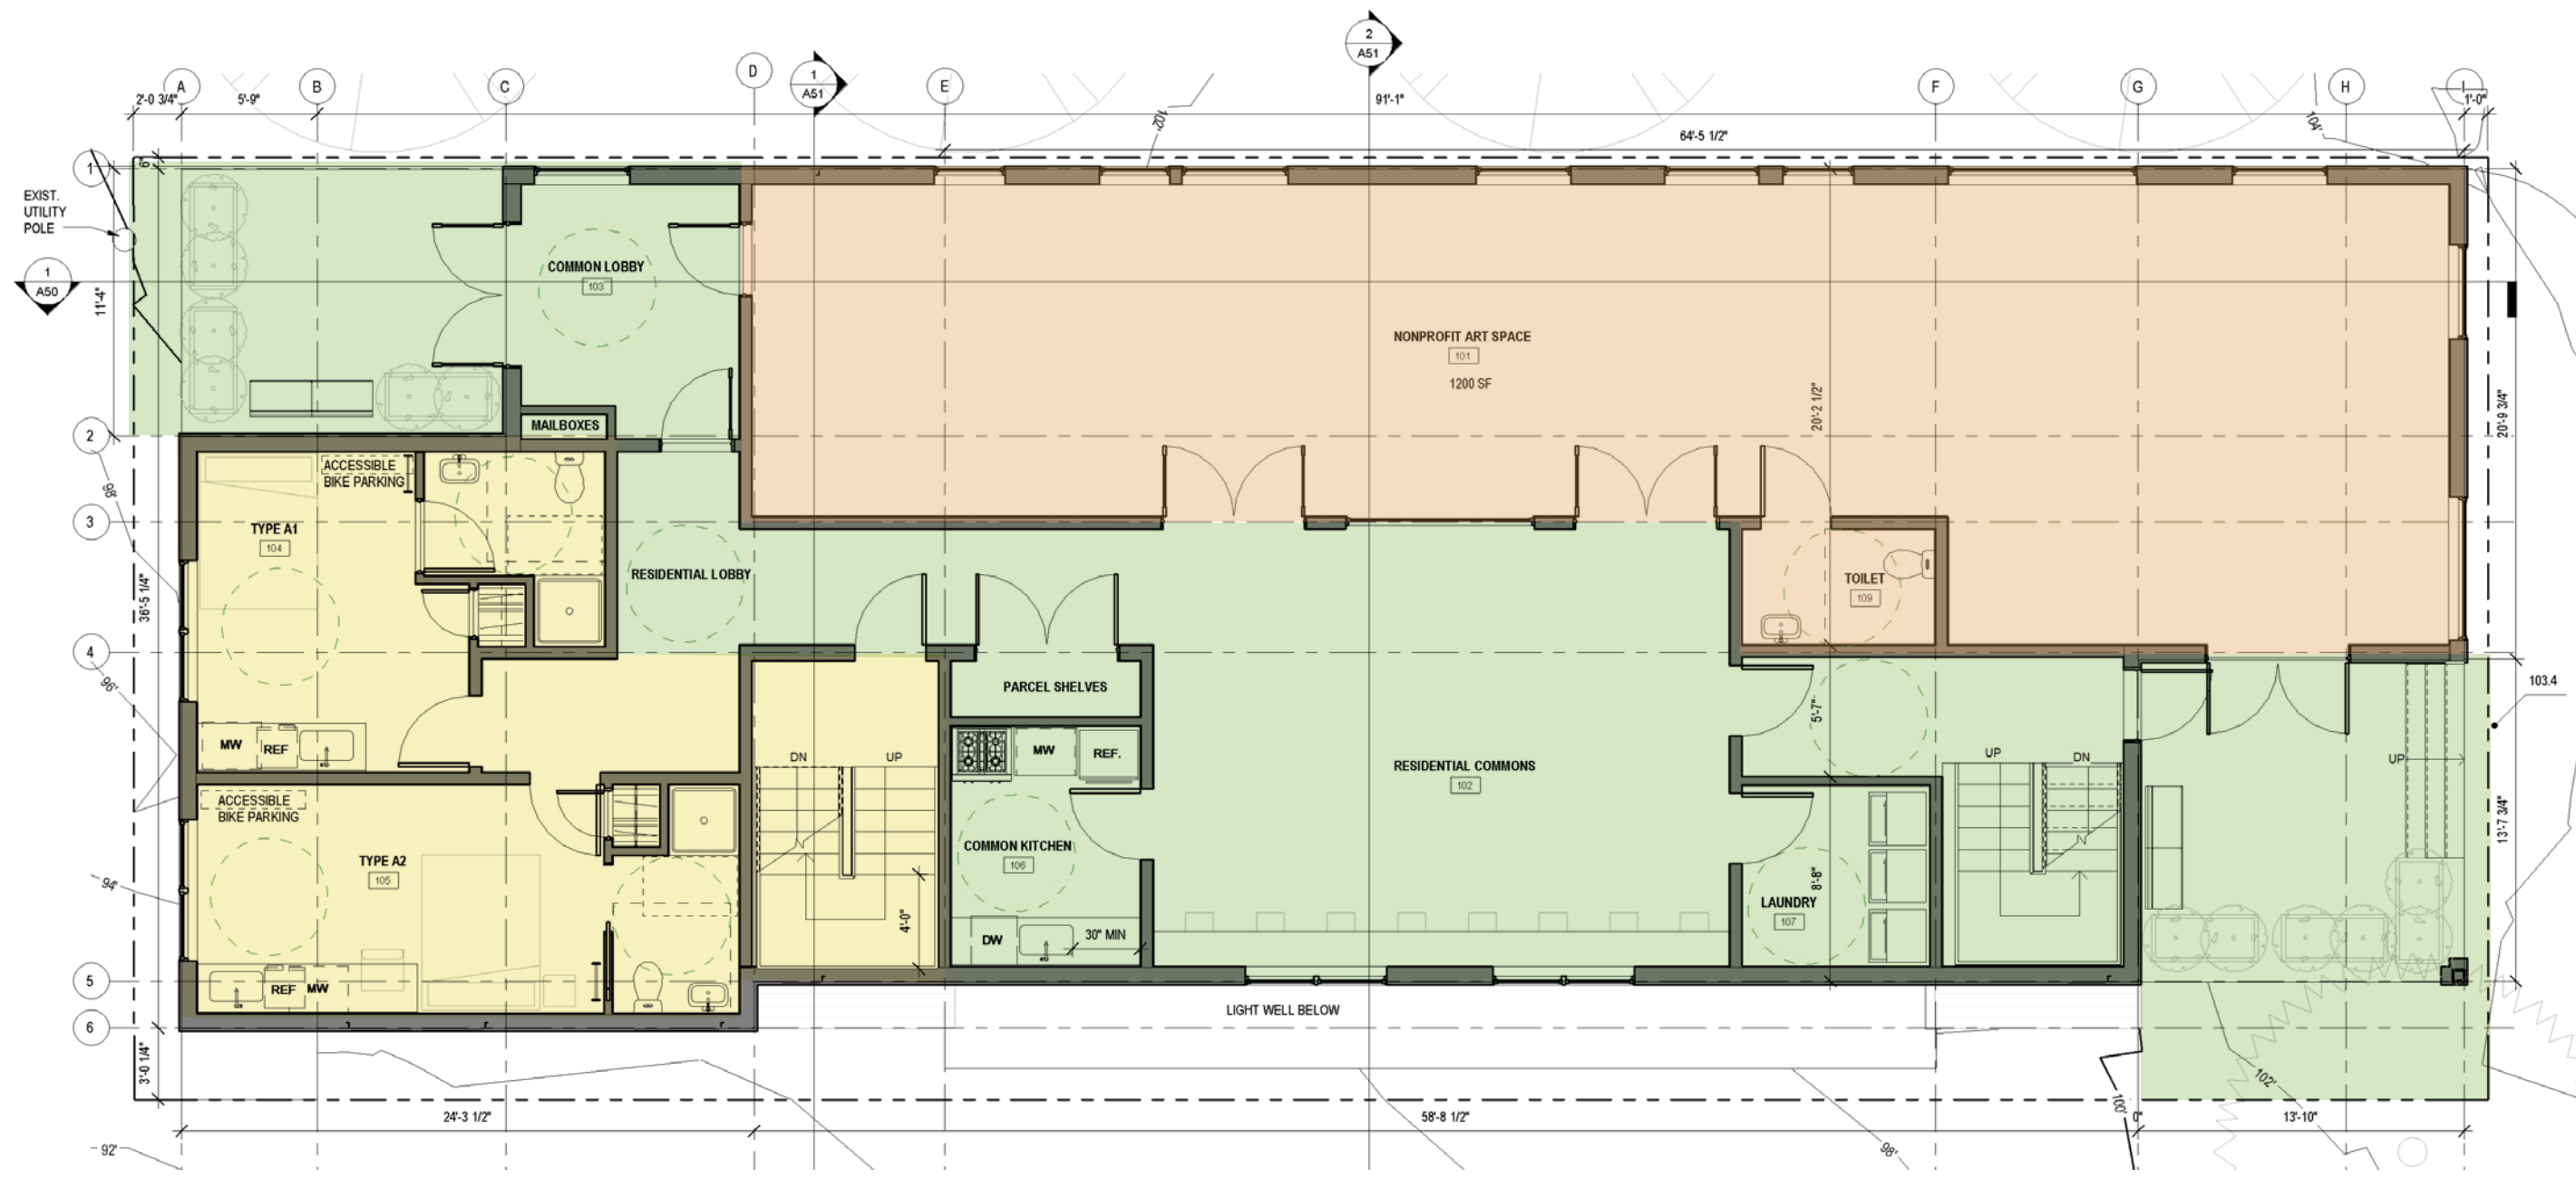 2
A51
D
1
A51
A
B
C
E
F
G
H
I
2'-0 3/4"
5'-9"
91'-1"
1'-0"
102'
104'
64'-5 1/2"
6"
1
EXIST.
UTILITY
POLE
COMMON LOBBY
103
1
A50
11'-4"
NONPROFIT ART SPACE
101
1200 SF
20'-2 1/2"
20'-9 3/4"
2
MAILBOXES
ACCESSIBLE
BIKE PARKING
98'
3
TYPE A1
104
RESIDENTIAL LOBBY
TOILET
109
36'-5 1/4"
4
96'
PARCEL SHELVES
103.4
5'-7"
MW
REF
MW
REF.
DN
UP
RESIDENTIAL COMMONS
102
UP
DN
UP
ACCESSIBLE
BIKE PARKING
13'-7 3/4"
TYPE A2
105
COMMON KITCHEN
106
94'
8'-8"
LAUNDRY
107
4'-0"
DW
30" MIN
5
REF
MW
LIGHT WELL BELOW
6
3'-0 1/4"
102'
100'
24'-3 1/2"
58'-8 1/2"
0"
13'-10"
92'
98'